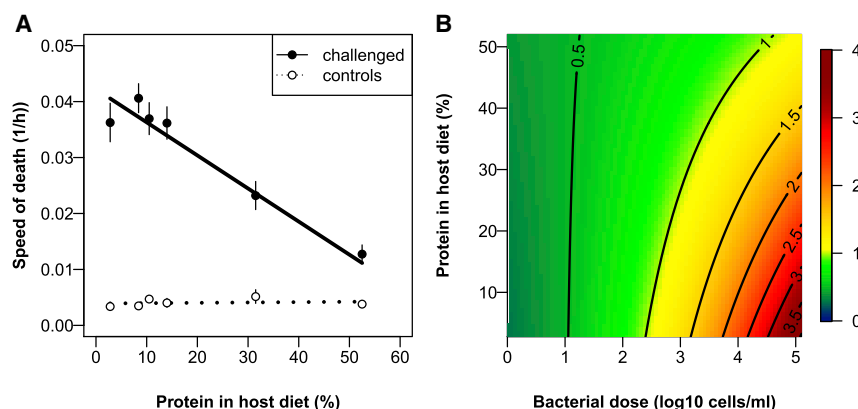 A
Speed of death (1/h))
0.05
0.04
0.03
0.02
0.01
0.00
0 10 20 30 40 50 60
Protein in host diet (%)
challenged
controls
B
Protein in host diet (%)
50
40
30
20
10
0 1 2 3 4 5
Bacterial dose (log10 cells/ml)
0.5
1
1.5
2
2.5
3
3.5
4
3
2
1
0